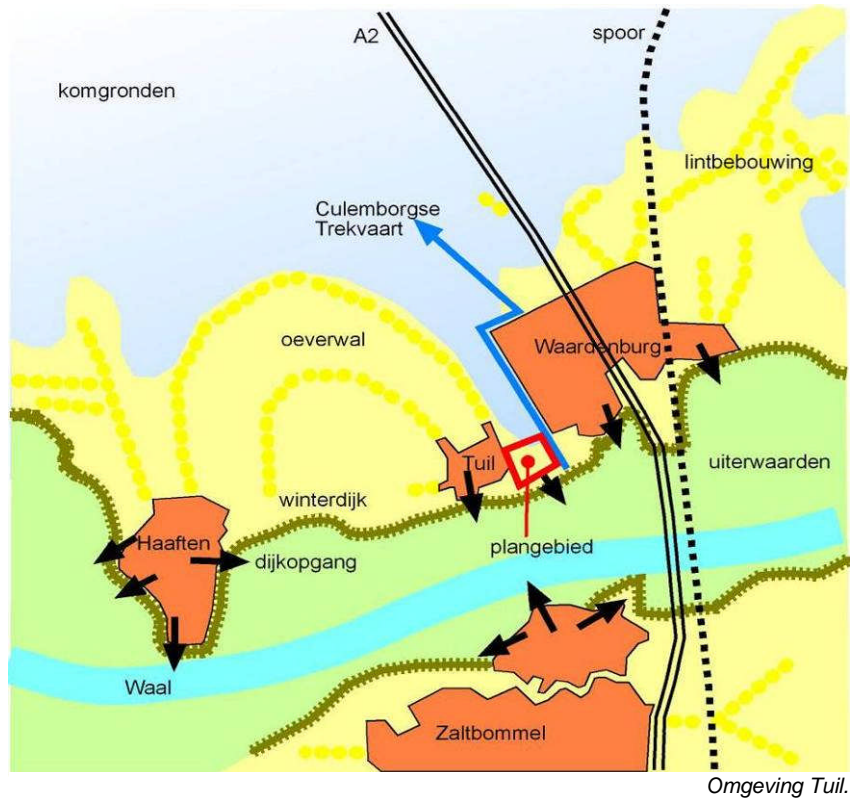 A2
spoor
komgronden
lintbebouwing
Culemborgse
Trekvaart
oeverwal
Waardenburg
Tuil
uiterwaarden
winterdijk
plangebied
Haaften
dijkopgang
Waal
Zaltbommel
Omgeving Tuil.